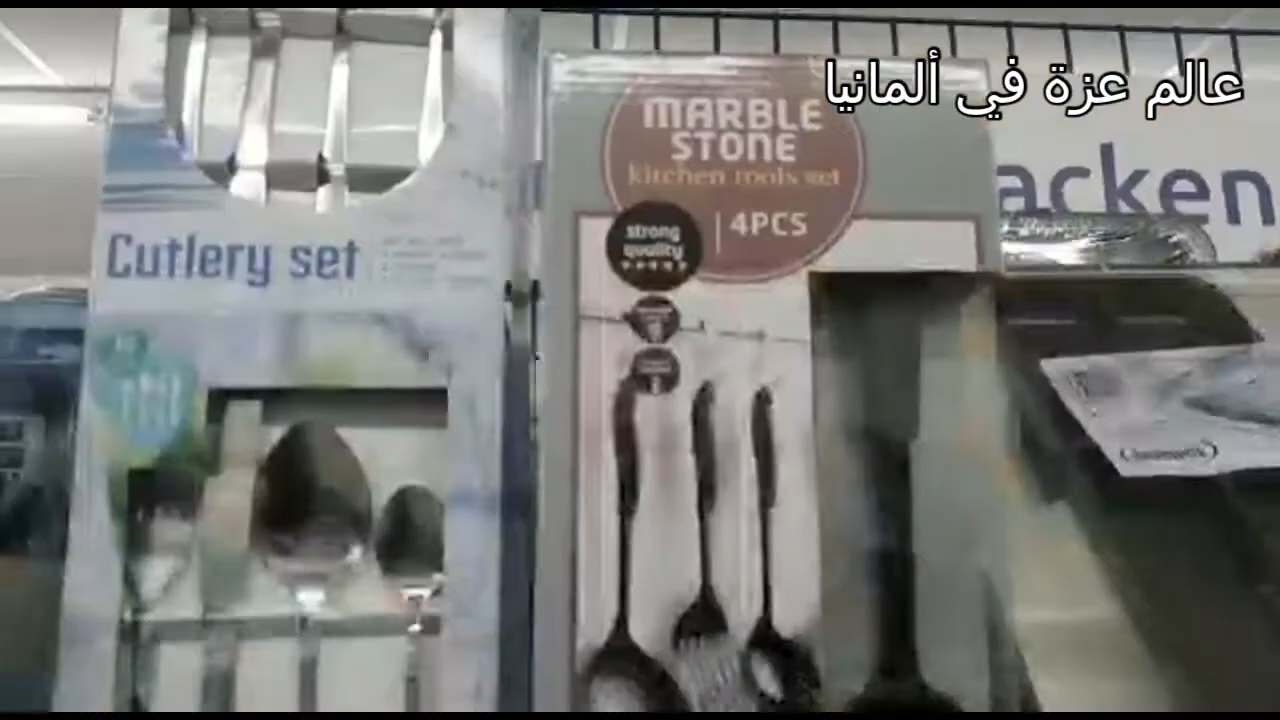 عالم عزة في ألمانيا
MARBLE
STONE
kitchen tools set
strong
quality
4PCS
acken
Cutlery set